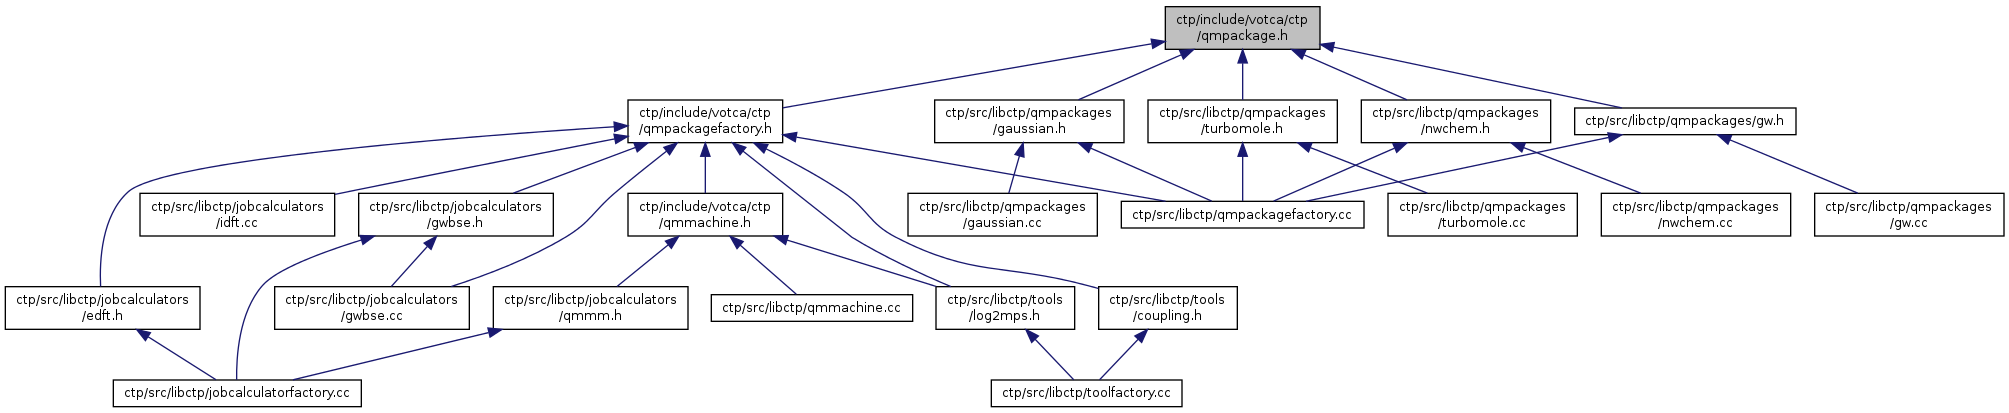 ctp/include/votca/ctp
/qmpackage.h
ctp/include/votca/ctp
/qmpackagefactory.h
ctp/src/libctp/qmpackages
/gaussian.h
ctp/src/libctp/qmpackages
/turbomole.h
ctp/src/libctp/qmpackages
/nwchem.h
ctp/src/libctp/qmpackages/gw.h
ctp/src/libctp/jobcalculators
/idft.cc
ctp/src/libctp/jobcalculators
/gwbse.h
ctp/include/votca/ctp
/qmmachine.h
ctp/src/libctp/qmpackages
/gaussian.cc
ctp/src/libctp/qmpackagefactory.cc
ctp/src/libctp/qmpackages
/turbomole.cc
ctp/src/libctp/qmpackages
/nwchem.cc
ctp/src/libctp/qmpackages
/gw.cc
ctp/src/libctp/jobcalculators
/edft.h
ctp/src/libctp/jobcalculators
/gwbse.cc
ctp/src/libctp/jobcalculators
/qmmm.h
ctp/src/libctp/qmmachine.cc
ctp/src/libctp/tools
/log2mps.h
ctp/src/libctp/tools
/coupling.h
ctp/src/libctp/jobcalculatorfactory.cc
ctp/src/libctp/toolfactory.cc